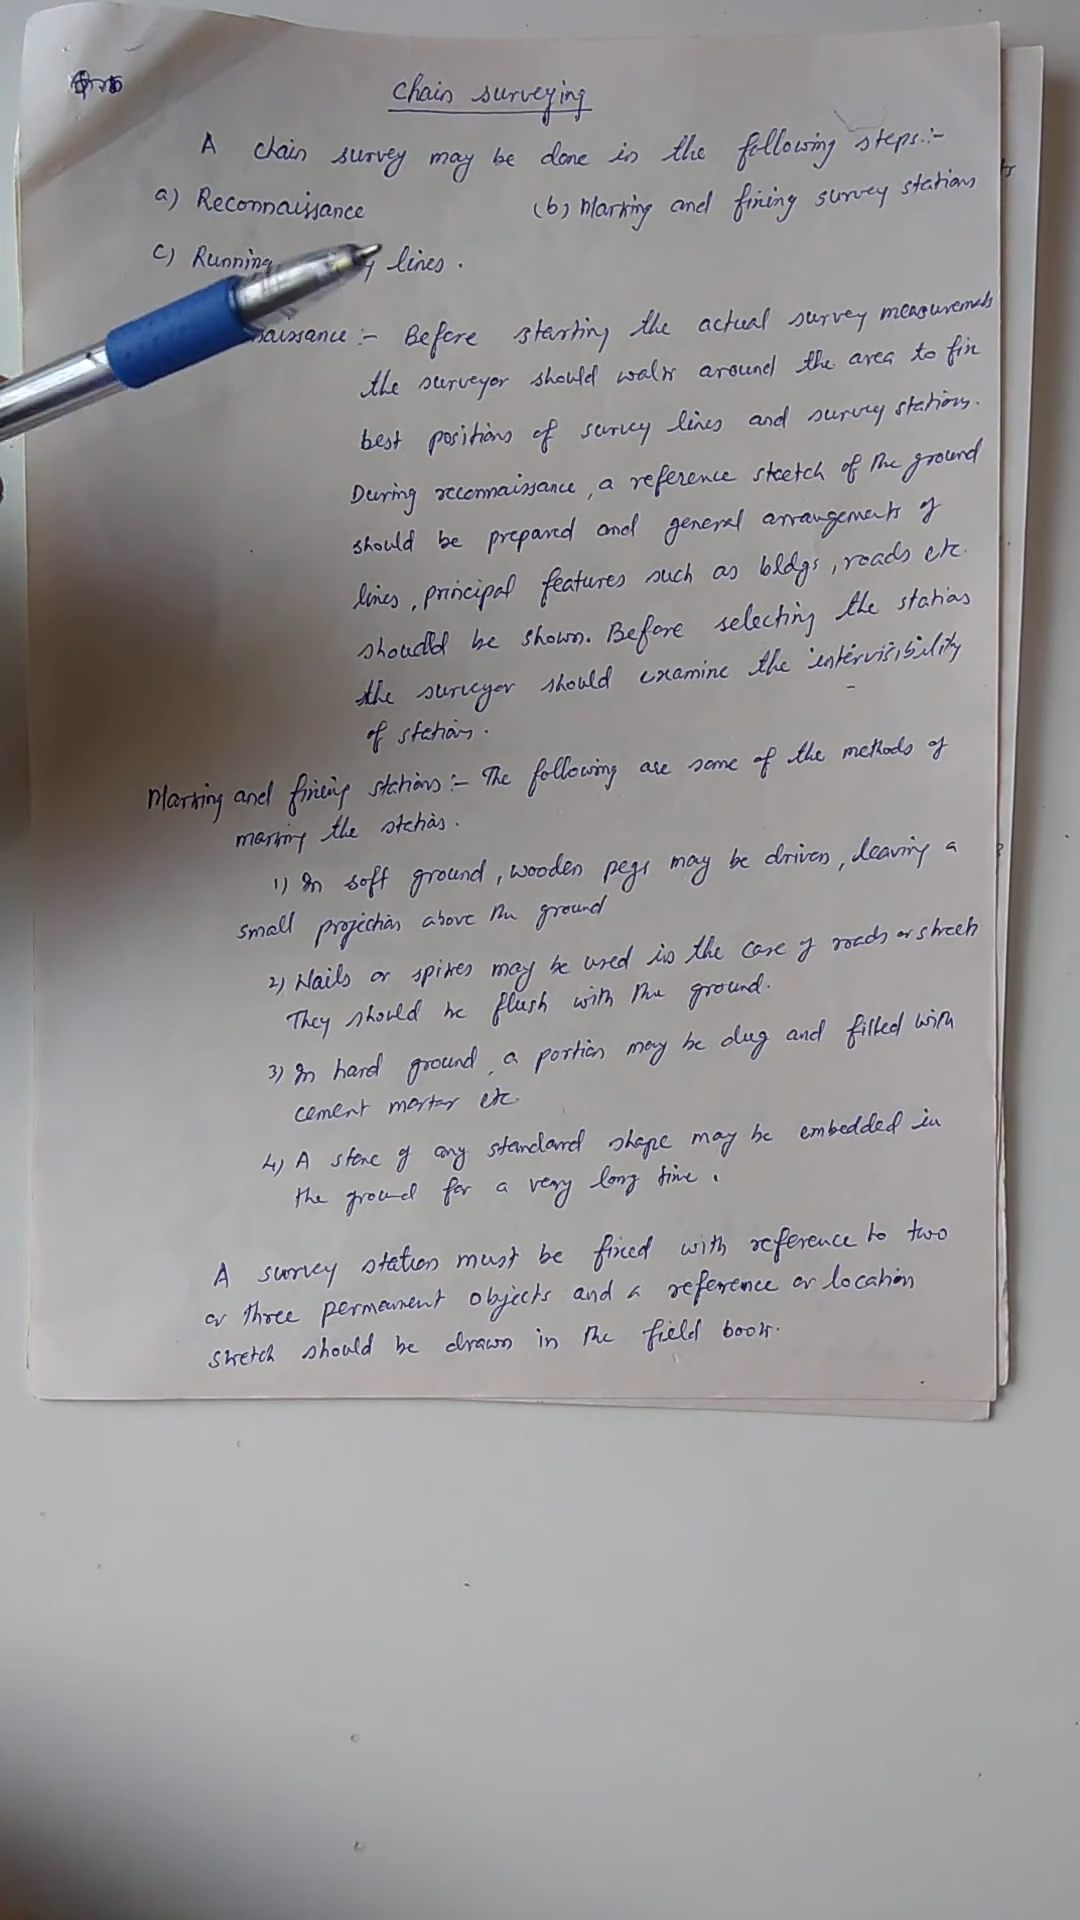 Chain surveying
A chain survey may be done in the following steps:-
a) Reconnaissance (b) Marking and fixing survey stations
c) Running lines.
naissance :- Before starting the actual survey measurements
the surveyor should walk around the area to fix
best positions of survey lines and survey stations.
During reconnaissance, a reference sketch of the ground
should be prepared and general arrangements of
lines, principal features such as bldgs, roads etc.
should be shown. Before selecting the stations
the surveyor should examine the intervisibility
of stations.
Marking and fixing stations :- The following are some of the methods of
marking the stations.
1) In soft ground, wooden pegs may be driven, leaving a
small projection above the ground
2) Nails or spikes may be used in the case of roads or streets
They should be flush with the ground.
3) In hard ground, a portion may be dug and filled with
cement mortar etc.
4) A stone of any standard shape may be embedded in
the ground for a very long time.
A survey station must be fixed with reference to two
or three permanent objects and a reference or location
sketch should be drawn in the field book.